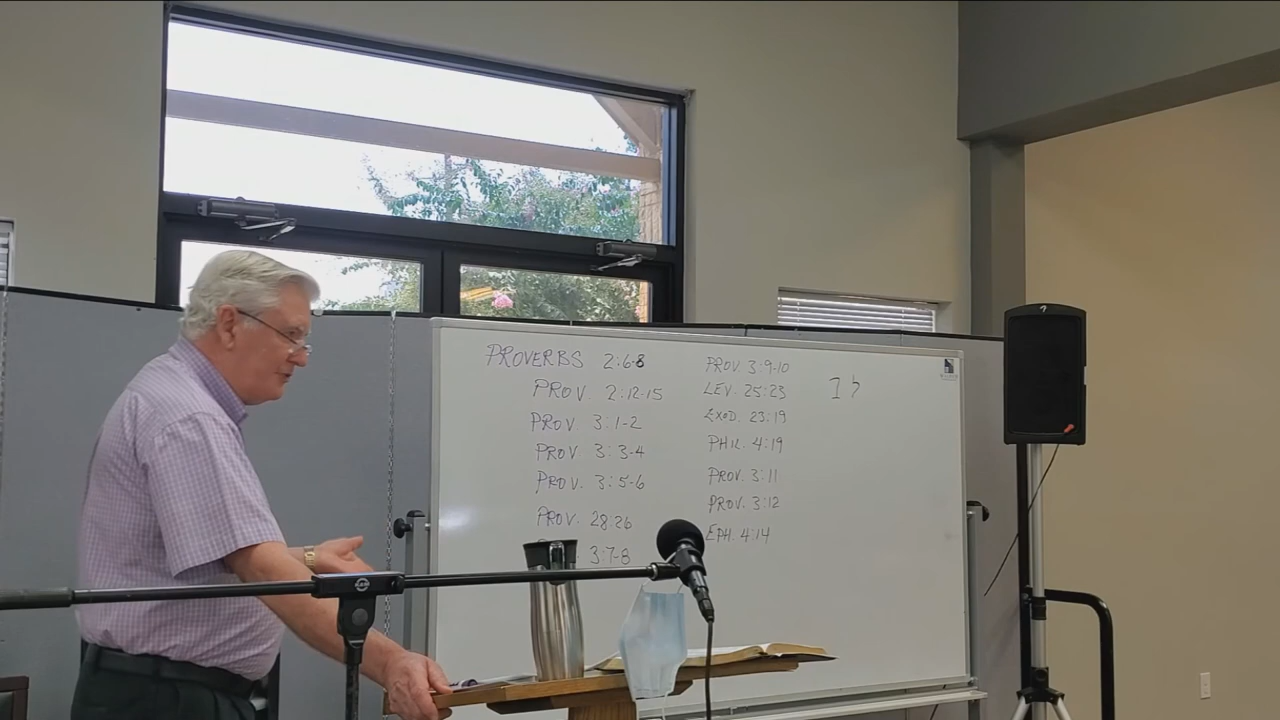 PROVERBS 2:6-8
PROV. 2:12-15
PROV. 3:1-2
PROV. 3:3-4
PROV. 3:5-6
PROV. 28:26
3:7-8
PROV. 3:9-10
LEV. 25:23
EXOD. 23:19
PHIL. 4:19
PROV. 3:11
PROV. 3:12
EPH. 4:14